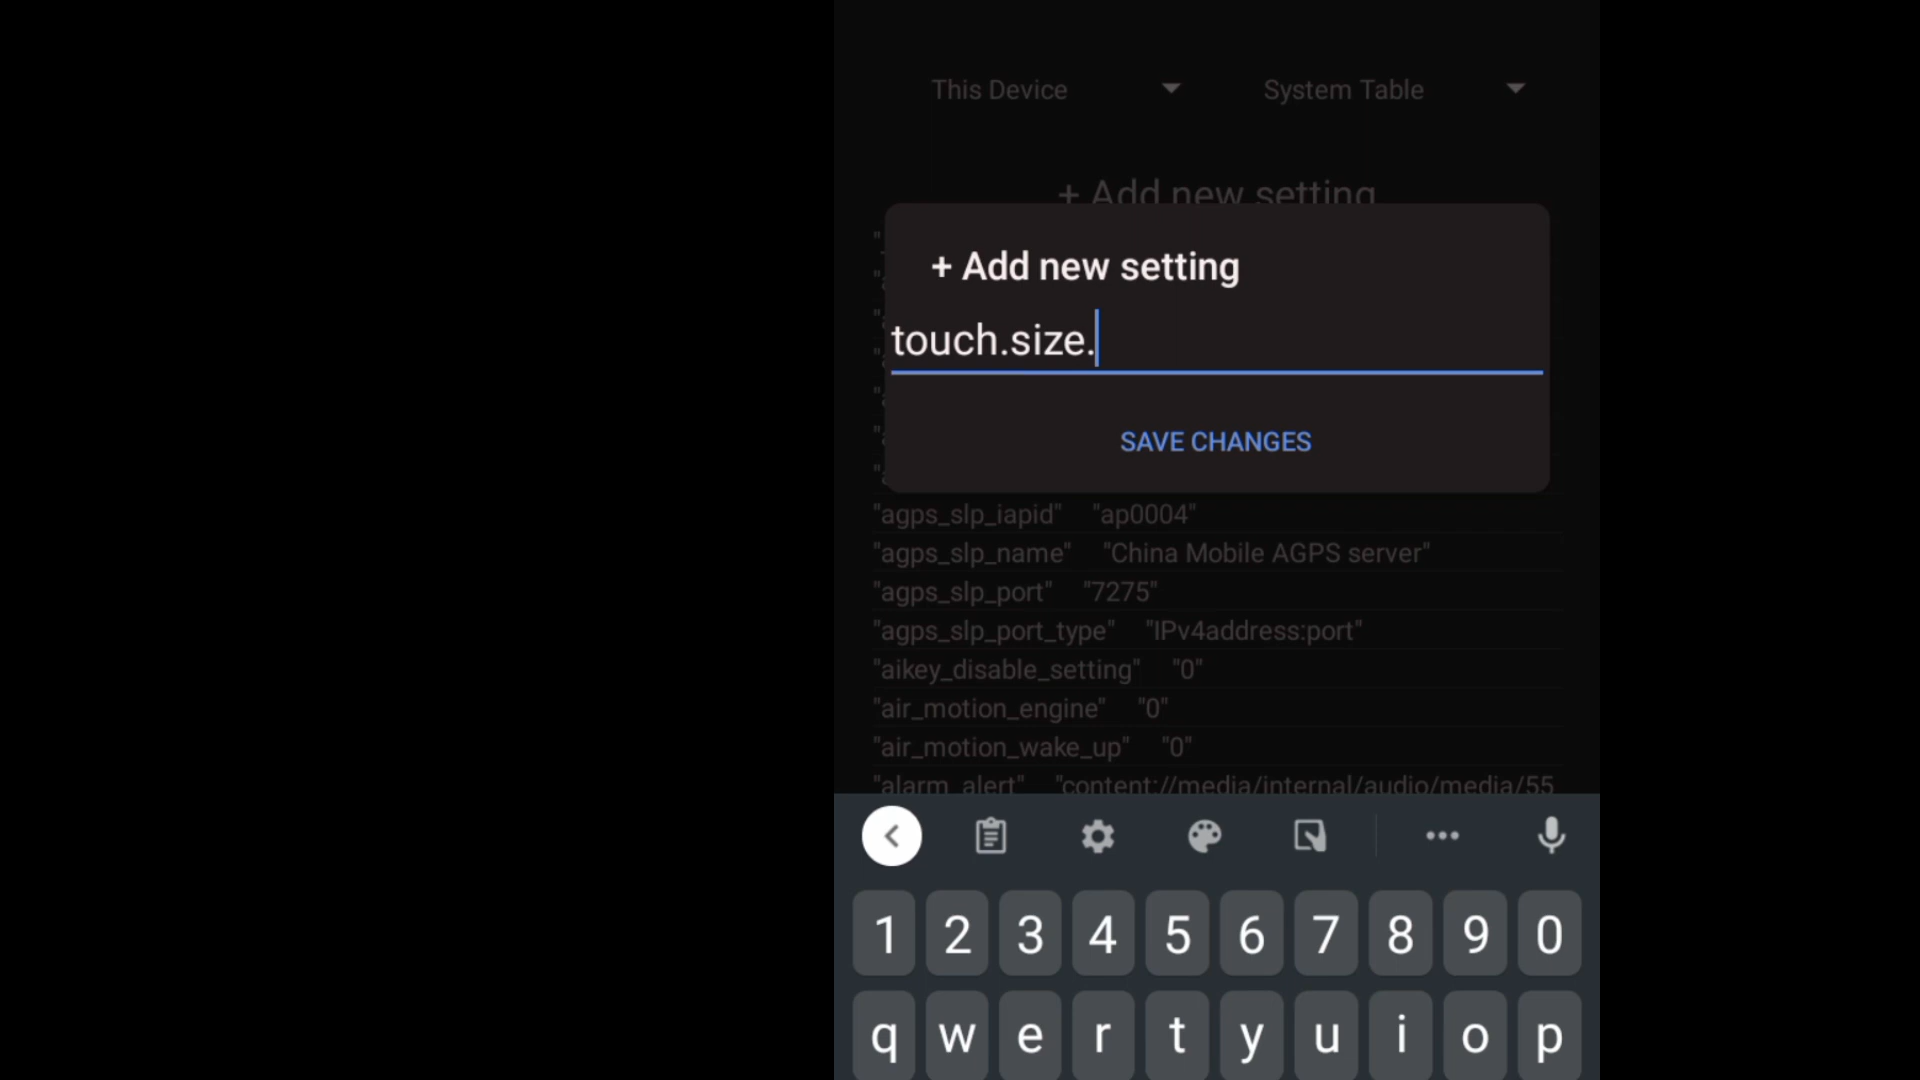 This Device System Table
+ Add new setting
+ Add new setting
touch.size.
SAVE CHANGES
"agps_slp_iapid" "ap0004"
"agps_slp_name" "China Mobile AGPS server"
"agps_slp_port" "7275"
"agps_slp_port_type" "IPv4address:port"
"aikey_disable_setting" "0"
"air_motion_engine" "0"
"air_motion_wake_up" "0"
"alarm_alert" "content://media/internal/audio/media/55
1 2 3 4 5 6 7 8 9 0
q w e r t y u i o p